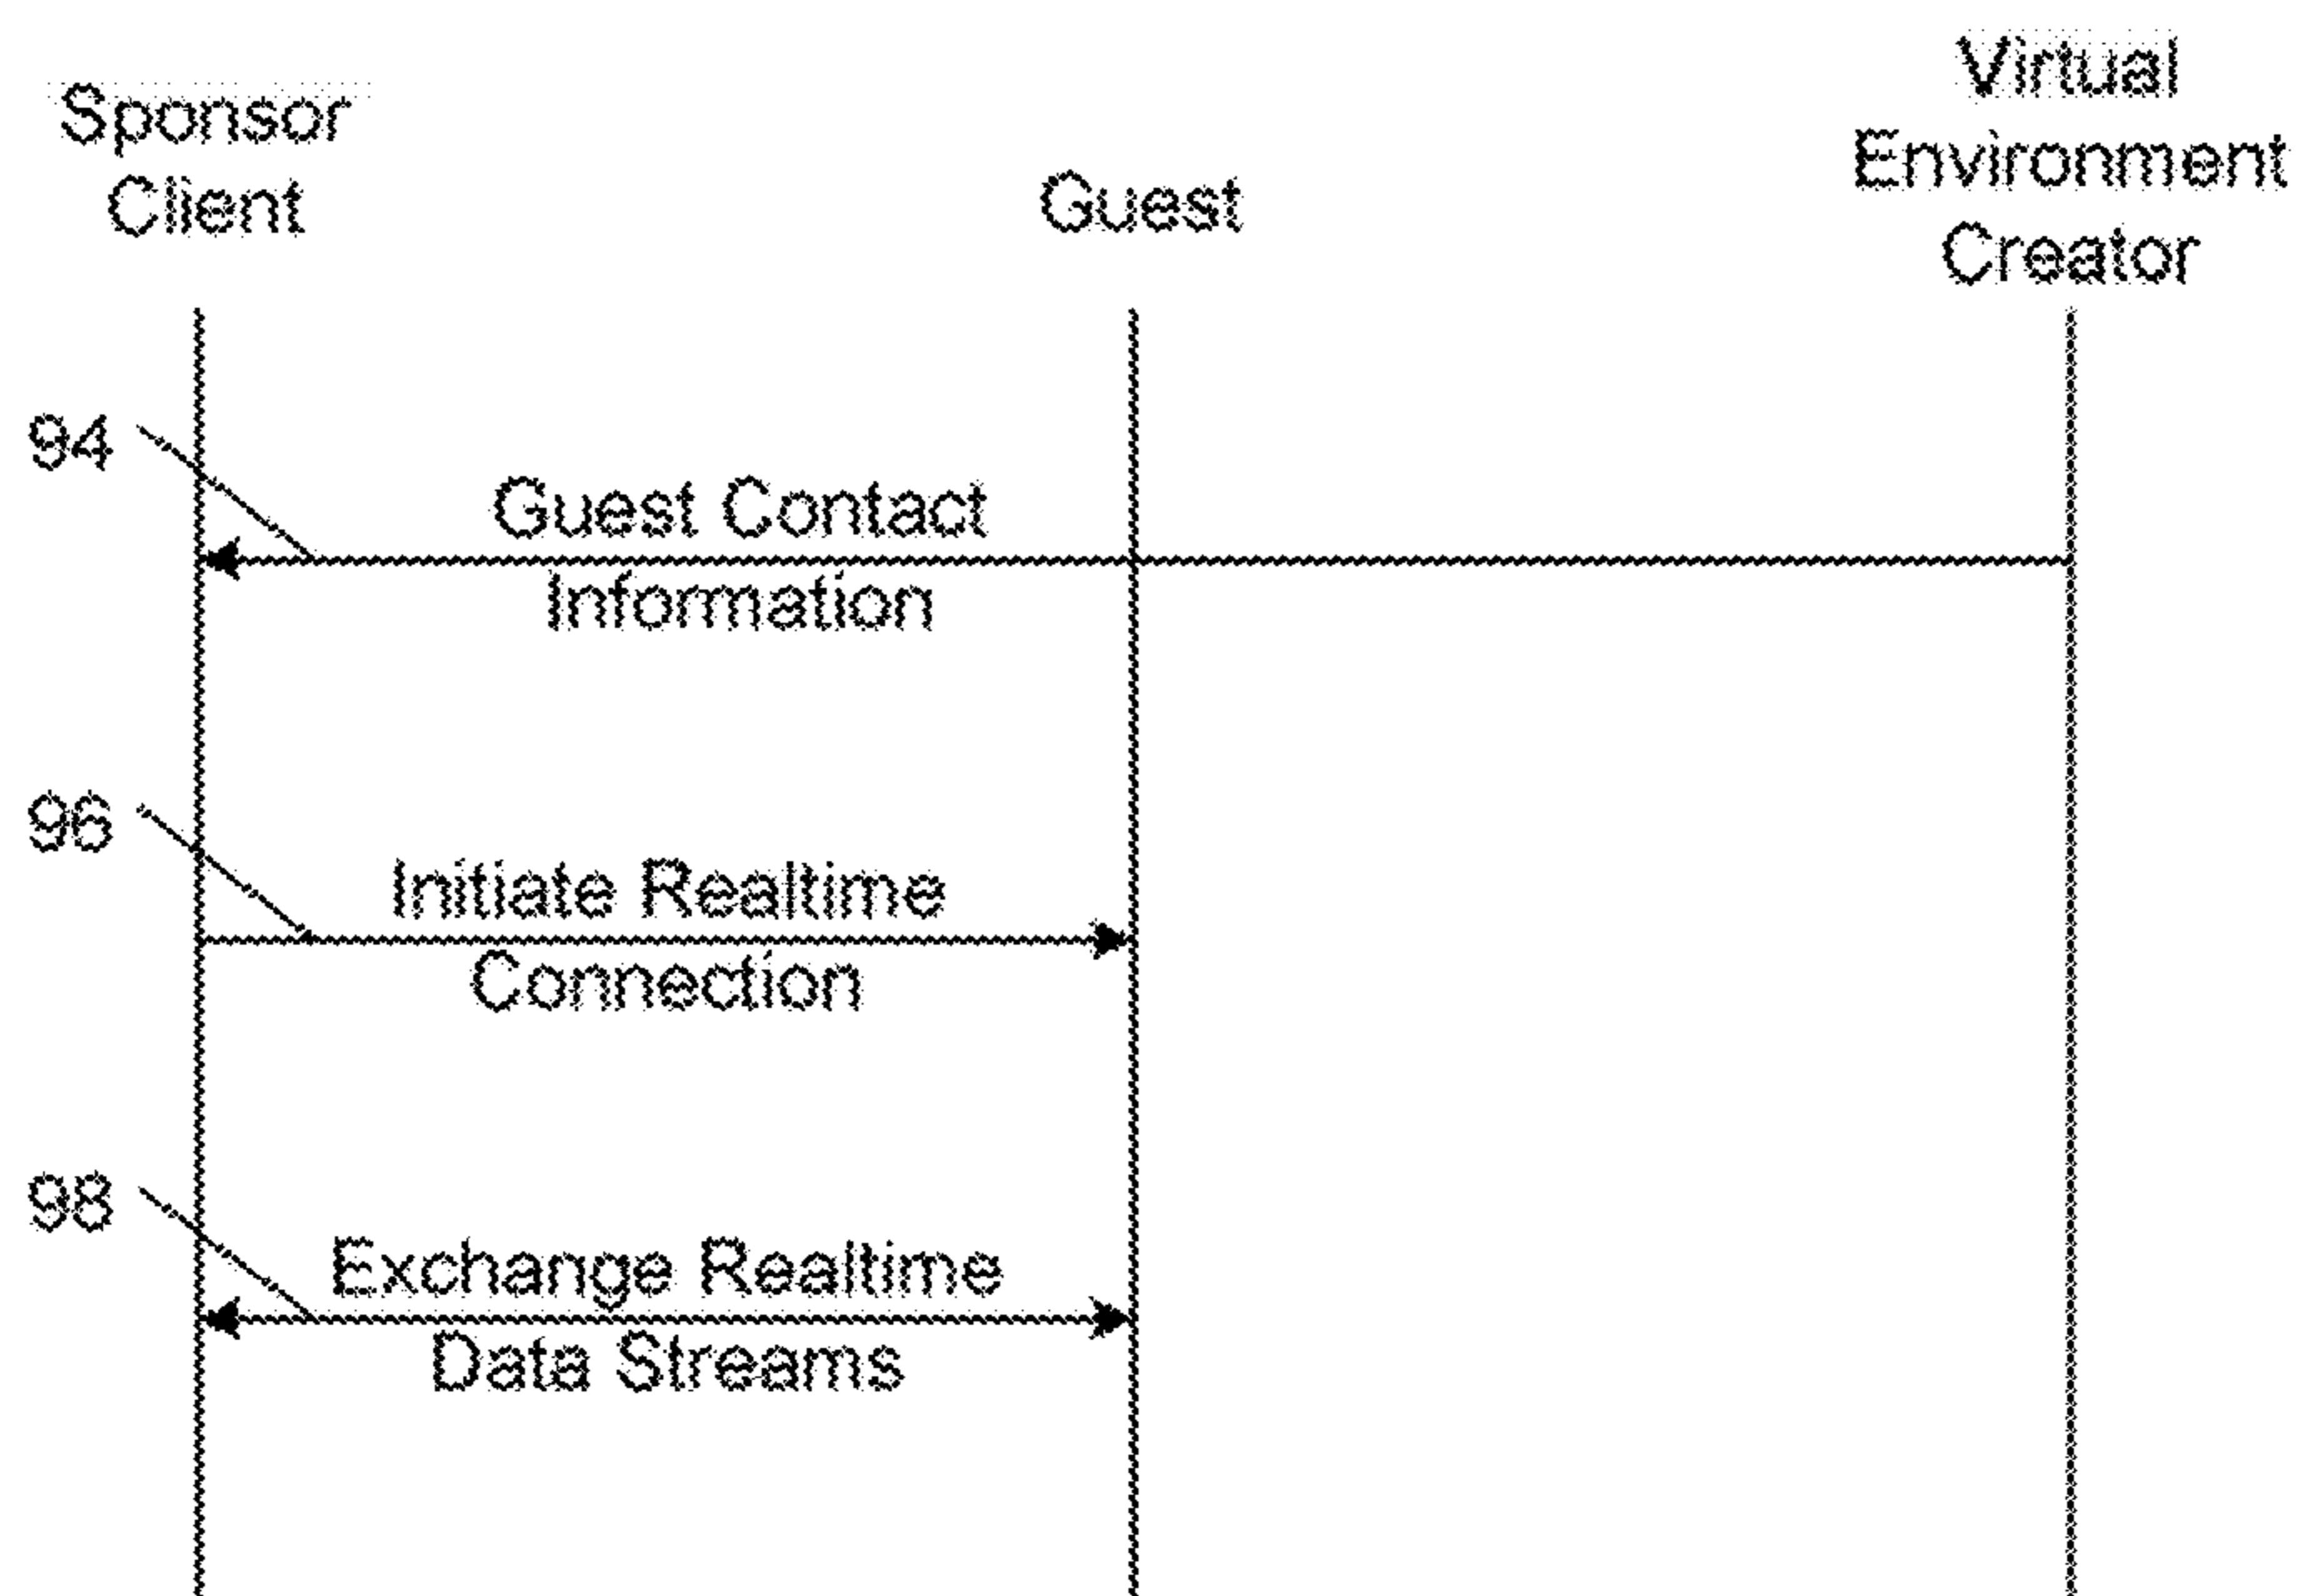 Sponsor
Client
Guest
Virtual
Environment
Creator
94
Guest Contact
Information
96
Initiate Realtime
Connection
98
Exchange Realtime
Data Streams